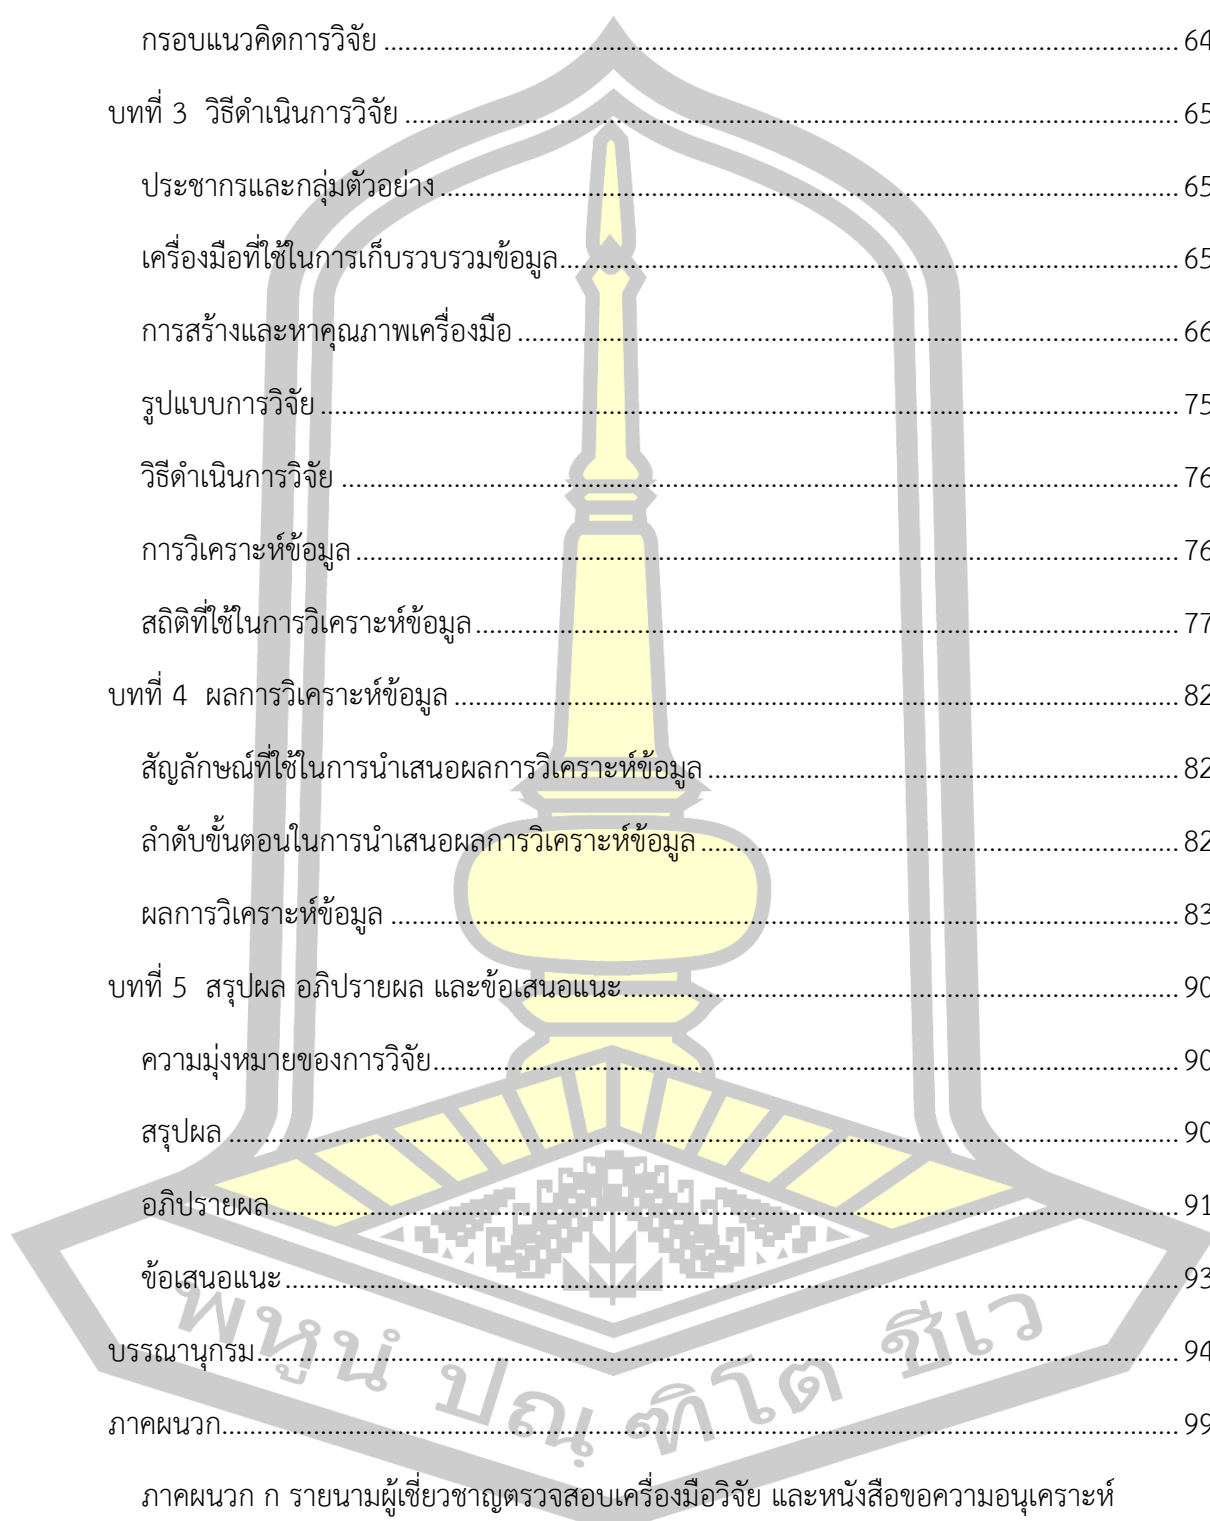 กรอบแนวคิดการวิจัย ........................................................................................................ 64
บทที่ 3  วิธีดำเนินการวิจัย ..................................................................................................... 65
ประชากรและกลุ่มตัวอย่าง ................................................................................................ 65
เครื่องมือที่ใช้ในการเก็บรวบรวมข้อมูล................................................................................ 65
การสร้างและหาคุณภาพเครื่องมือ ...................................................................................... 66
รูปแบบการวิจัย ................................................................................................................ 75
วิธีดำเนินการวิจัย ............................................................................................................. 76
การวิเคราะห์ข้อมูล ........................................................................................................... 76
สถิติที่ใช้ในการวิเคราะห์ข้อมูล ........................................................................................... 77
บทที่ 4  ผลการวิเคราะห์ข้อมูล .............................................................................................. 82
สัญลักษณ์ที่ใช้ในการนำเสนอผลการวิเคราะห์ข้อมูล ............................................................. 82
ลำดับขั้นตอนในการนำเสนอผลการวิเคราะห์ข้อมูล .............................................................. 82
ผลการวิเคราะห์ข้อมูล ...................................................................................................... 83
บทที่ 5  สรุปผล อภิปรายผล และข้อเสนอแนะ........................................................................ 90
ความมุ่งหมายของการวิจัย................................................................................................. 90
สรุปผล ............................................................................................................................ 90
อภิปรายผล...................................................................................................................... 91
ข้อเสนอแนะ .................................................................................................................... 93
บรรณานุกรม........................................................................................................................ 94
ภาคผนวก............................................................................................................................. 99
ภาคผนวก ก รายนามผู้เชี่ยวชาญตรวจสอบเครื่องมือวิจัย และหนังสือขอความอนุเคราะห์
พหูนํ ปณฺฑิโต ชีเว